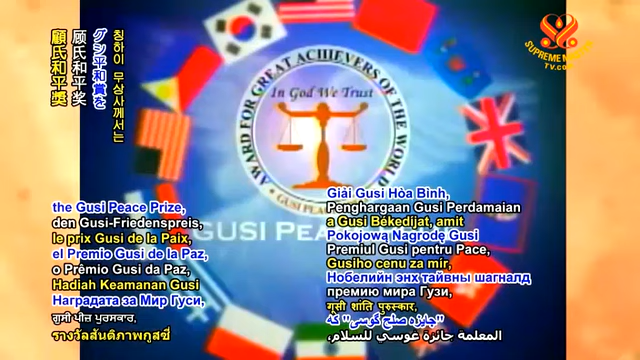 顧氏和平獎
顾氏和平奖
グシ平和賞を
칭하이 무상사께서는
SUPREME MASTER
TV.com
AWARD FOR GREAT ACHIEVERS OF THE WORLD
In God We Trust
GUSI PEA
the Gusi Peace Prize,
den Gusi-Friedenspreis,
le prix Gusi de la Paix,
el Premio Gusi de la Paz,
o Prêmio Gusi da Paz,
Hadiah Keamanan Gusi
Наградата за Мир Гуси,
ਗੁਸੀ ਪੀਜ਼ ਪੁਰਸਕਾਰ,
รางวัลสันติภาพกูสซี่
Giải Gusi Hòa Bình,
Penghargaan Gusi Perdamaian
a Gusi Békedíjat, amit
Pokojową Nagrodę Gusi
Premiul Gusi pentru Pace,
Gusiho cenu za mír,
Нобелийн энх тайвны шагналд
премию мира Гузи,
गूसी शांति पुरुस्कार,
"جايزه صلح گوسی" که
المعلمة جائزة غوسي للسلام،